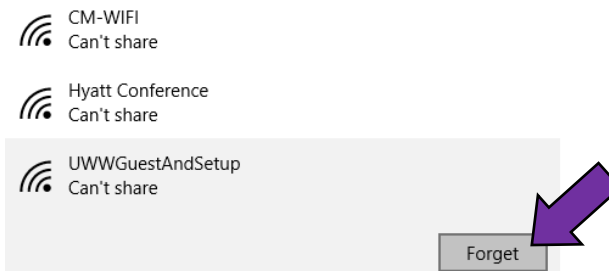 CM-WIFI
Can't share
Hyatt Conference
Can't share
UWWGuestAndSetup
Can't share
Forget